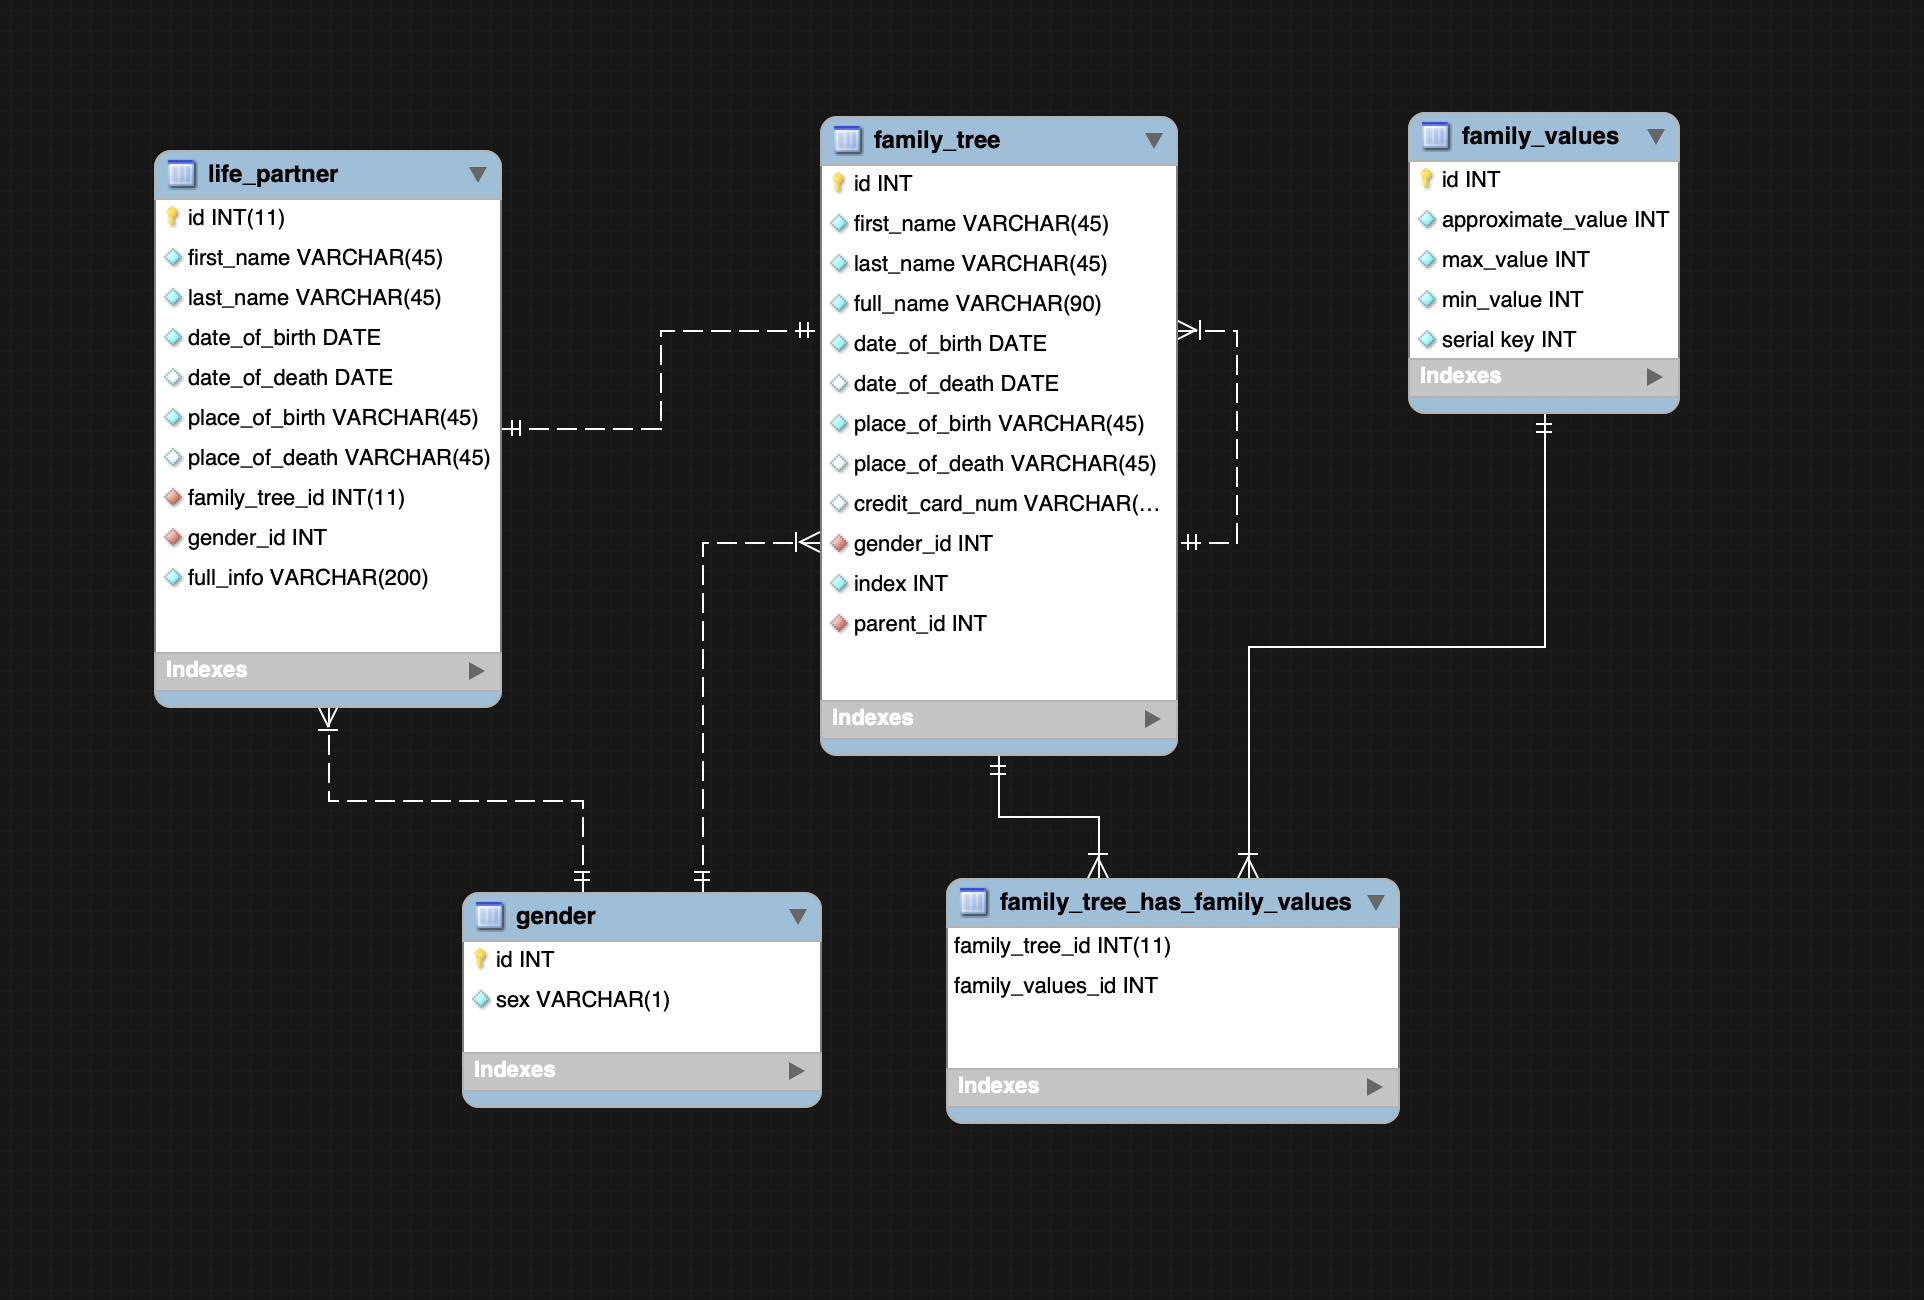 life_partner
id INT(11)
first_name VARCHAR(45)
last_name VARCHAR(45)
date_of_birth DATE
date_of_death DATE
place_of_birth VARCHAR(45)
place_of_death VARCHAR(45)
family_tree_id INT(11)
gender_id INT
full_info VARCHAR(200)
Indexes
family_tree
id INT
first_name VARCHAR(45)
last_name VARCHAR(45)
full_name VARCHAR(90)
date_of_birth DATE
date_of_death DATE
place_of_birth VARCHAR(45)
place_of_death VARCHAR(45)
credit_card_num VARCHAR(...
gender_id INT
index INT
parent_id INT
Indexes
family_values
id INT
approximate_value INT
max_value INT
min_value INT
serial key INT
Indexes
gender
id INT
sex VARCHAR(1)
Indexes
family_tree_has_family_values
family_tree_id INT(11)
family_values_id INT
Indexes